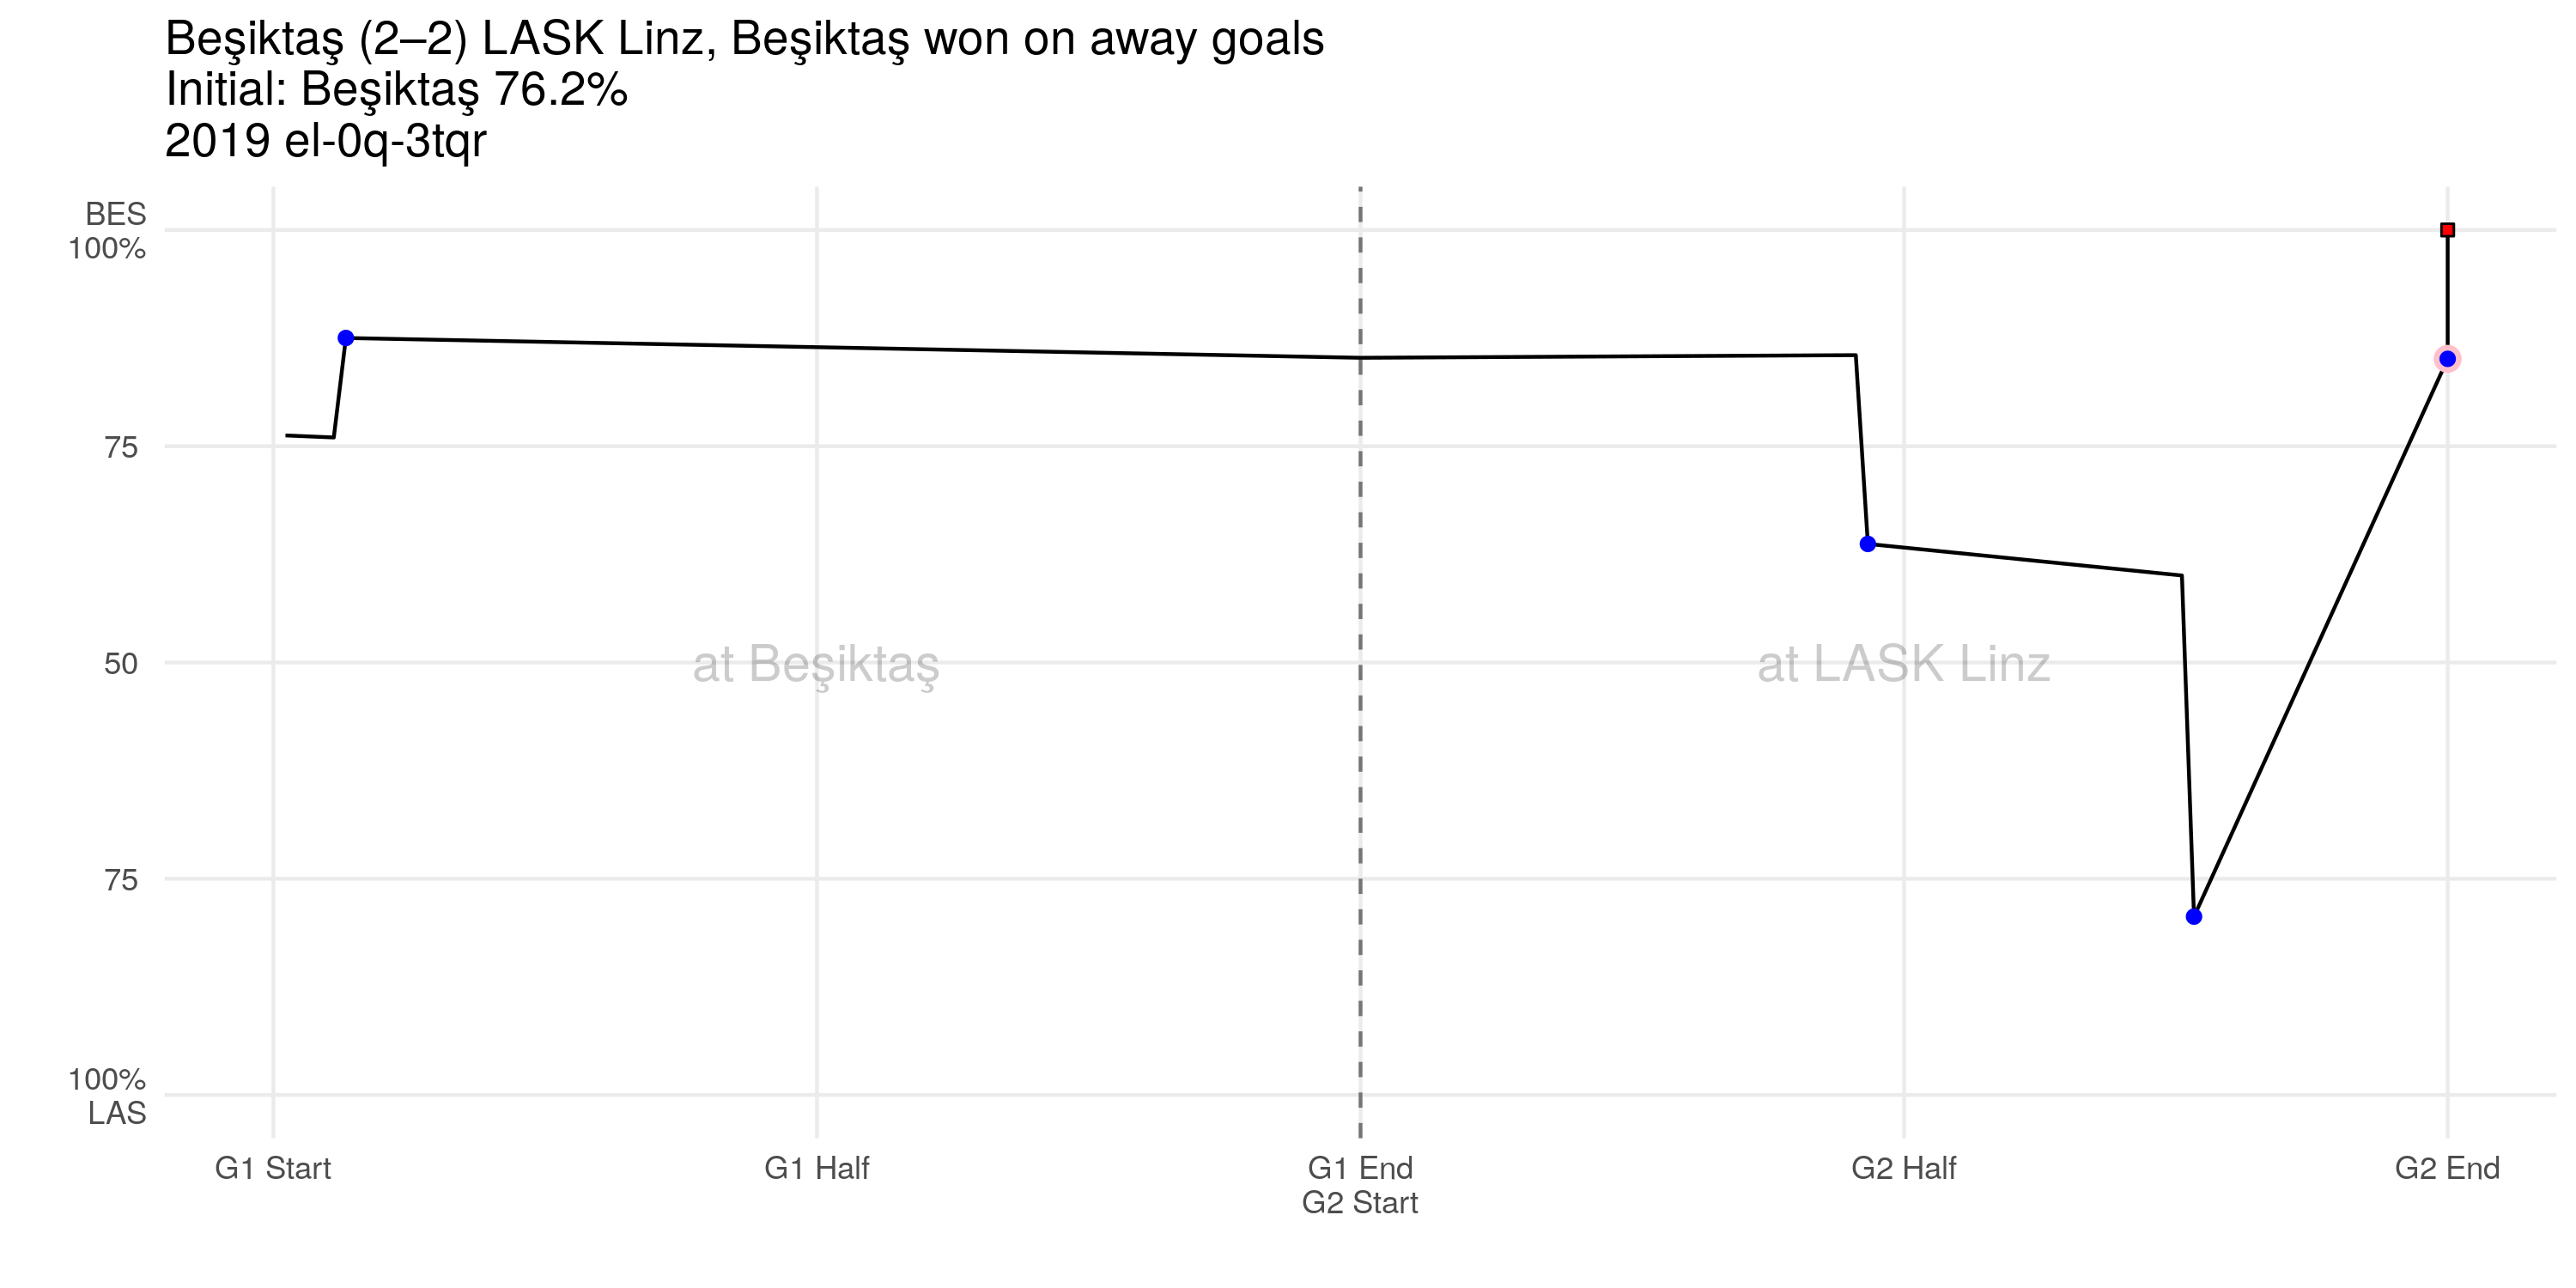 Beşiktaş (2–2) LASK Linz, Beşiktaş won on away goals
Initial: Beşiktaş 76.2%
2019 el-0q-3tqr
BES
100%
75
50
75
100%
LAS
at Beşiktaş
at LASK Linz
G1 Start
G1 Half
G1 End
G2 Start
G2 Half
G2 End